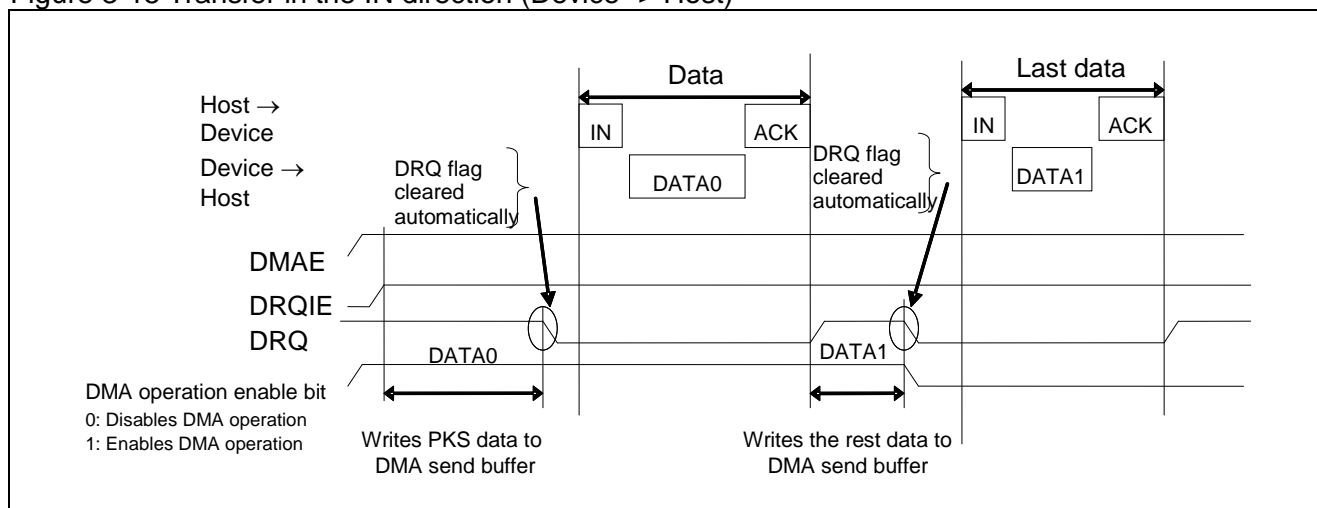 Figure 3-18 Transfer in the IN direction (Device -> Host)
Data
Last data
Host →
Device
IN
ACK
IN
ACK
Device →
Host
DRQ flag
cleared
automatically
DATA0
DRQ flag
cleared
automatically
DATA1
DMAE
DRQIE
DRQ
DATA0
DATA1
DMA operation enable bit
0: Disables DMA operation
1: Enables DMA operation
Writes PKS data to
DMA send buffer
Writes the rest data to
DMA send buffer